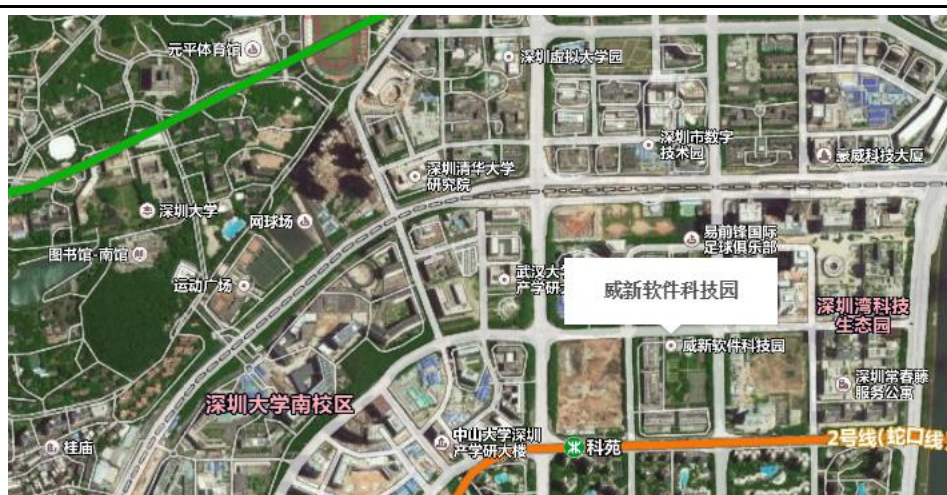 元平体育馆
深圳虚拟大学园
深圳市数字
技术园
豪威科技大厦
深圳清华大学
研究院
深圳大学
网球场
图书馆-南馆
易前锋国际
足球俱乐部
运动广场
武汉大
产学研
威新软件科技园
深圳湾科技
生态园
威新软件科技园
深圳常春藤
服务公寓
深圳大学南校区
桂庙
中山大学深圳
产学研大楼
科苑
2号线(蛇口线